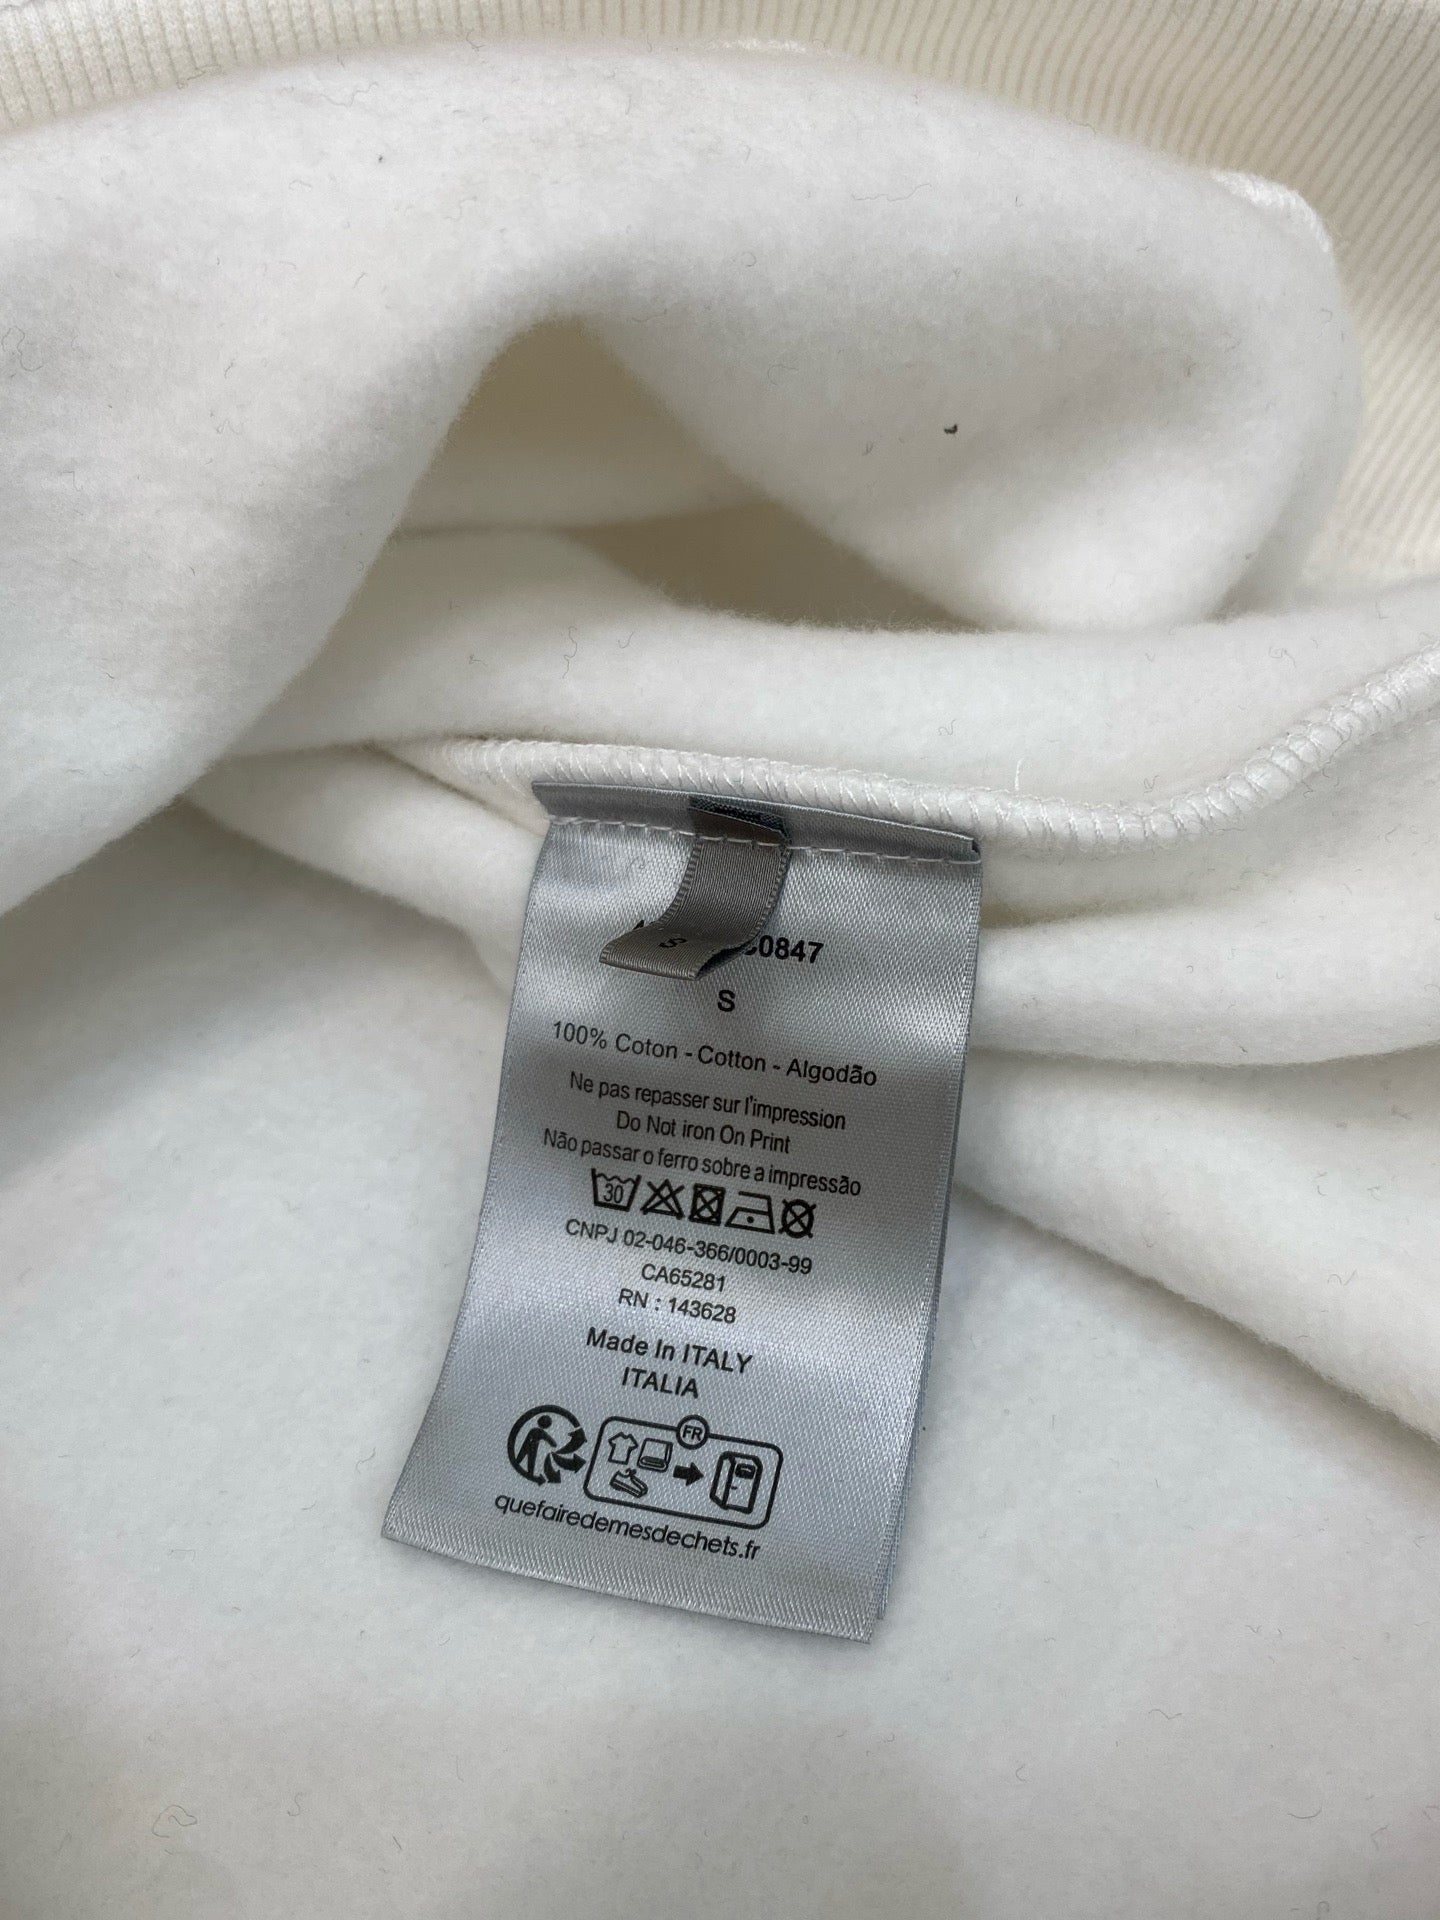 S
0847
S
100% Coton - Cotton - Algodão
Ne pas repasser sur l'impression
Do Not iron On Print
Não passar o ferro sobre a impressão
30
CNPJ 02-046-366/0003-99
CA65281
RN : 143628
Made In ITALY
ITALIA
FR
quefairedemesdechets.fr